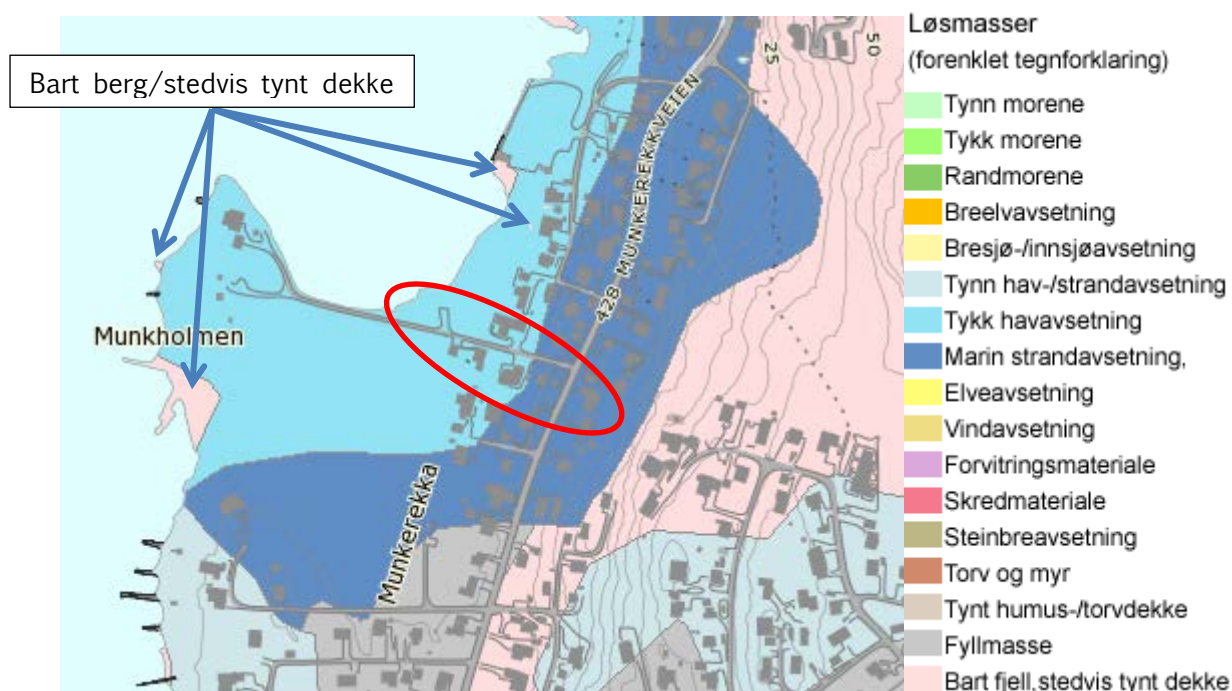 Bart berg/stedvis tynt dekke
Munkholmen
Munkerekka
428 MUNKEREKKVEIEN
25
50
Løsmasser
(forenklet tegnforklaring)
Tynn morene
Tykk morene
Randmorene
Breelvavsetning
Bresjø-/innsjøavsetning
Tynn hav-/strandavsetning
Tykk havavsetning
Marin strandavsetning,
Elveavsetning
Vindavsetning
Forvitringsmateriale
Skredmateriale
Steinbreavsetning
Torv og myr
Tynt humus-/torvdekke
Fyllmasse
Bart fjell,stedvis tynt dekke